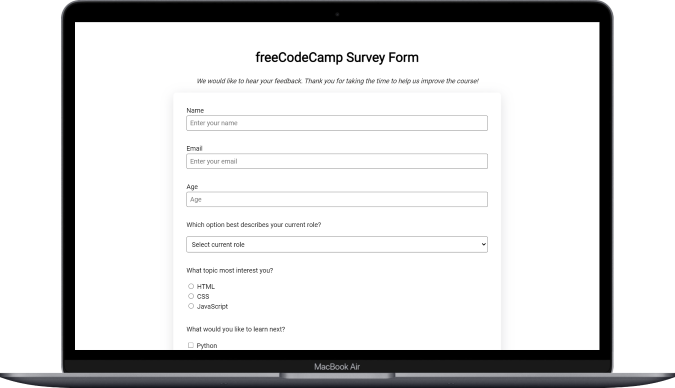 freeCodeCamp Survey Form
We would like to hear your feedback. Thank you for taking the time to help us improve the course!
Name
Enter your name
Email
Enter your email
Age
Age
Which option best describes your current role?
Select current role
What topic most interest you?
HTML
CSS
JavaScript
What would you like to learn next?
Python
MacBook Air